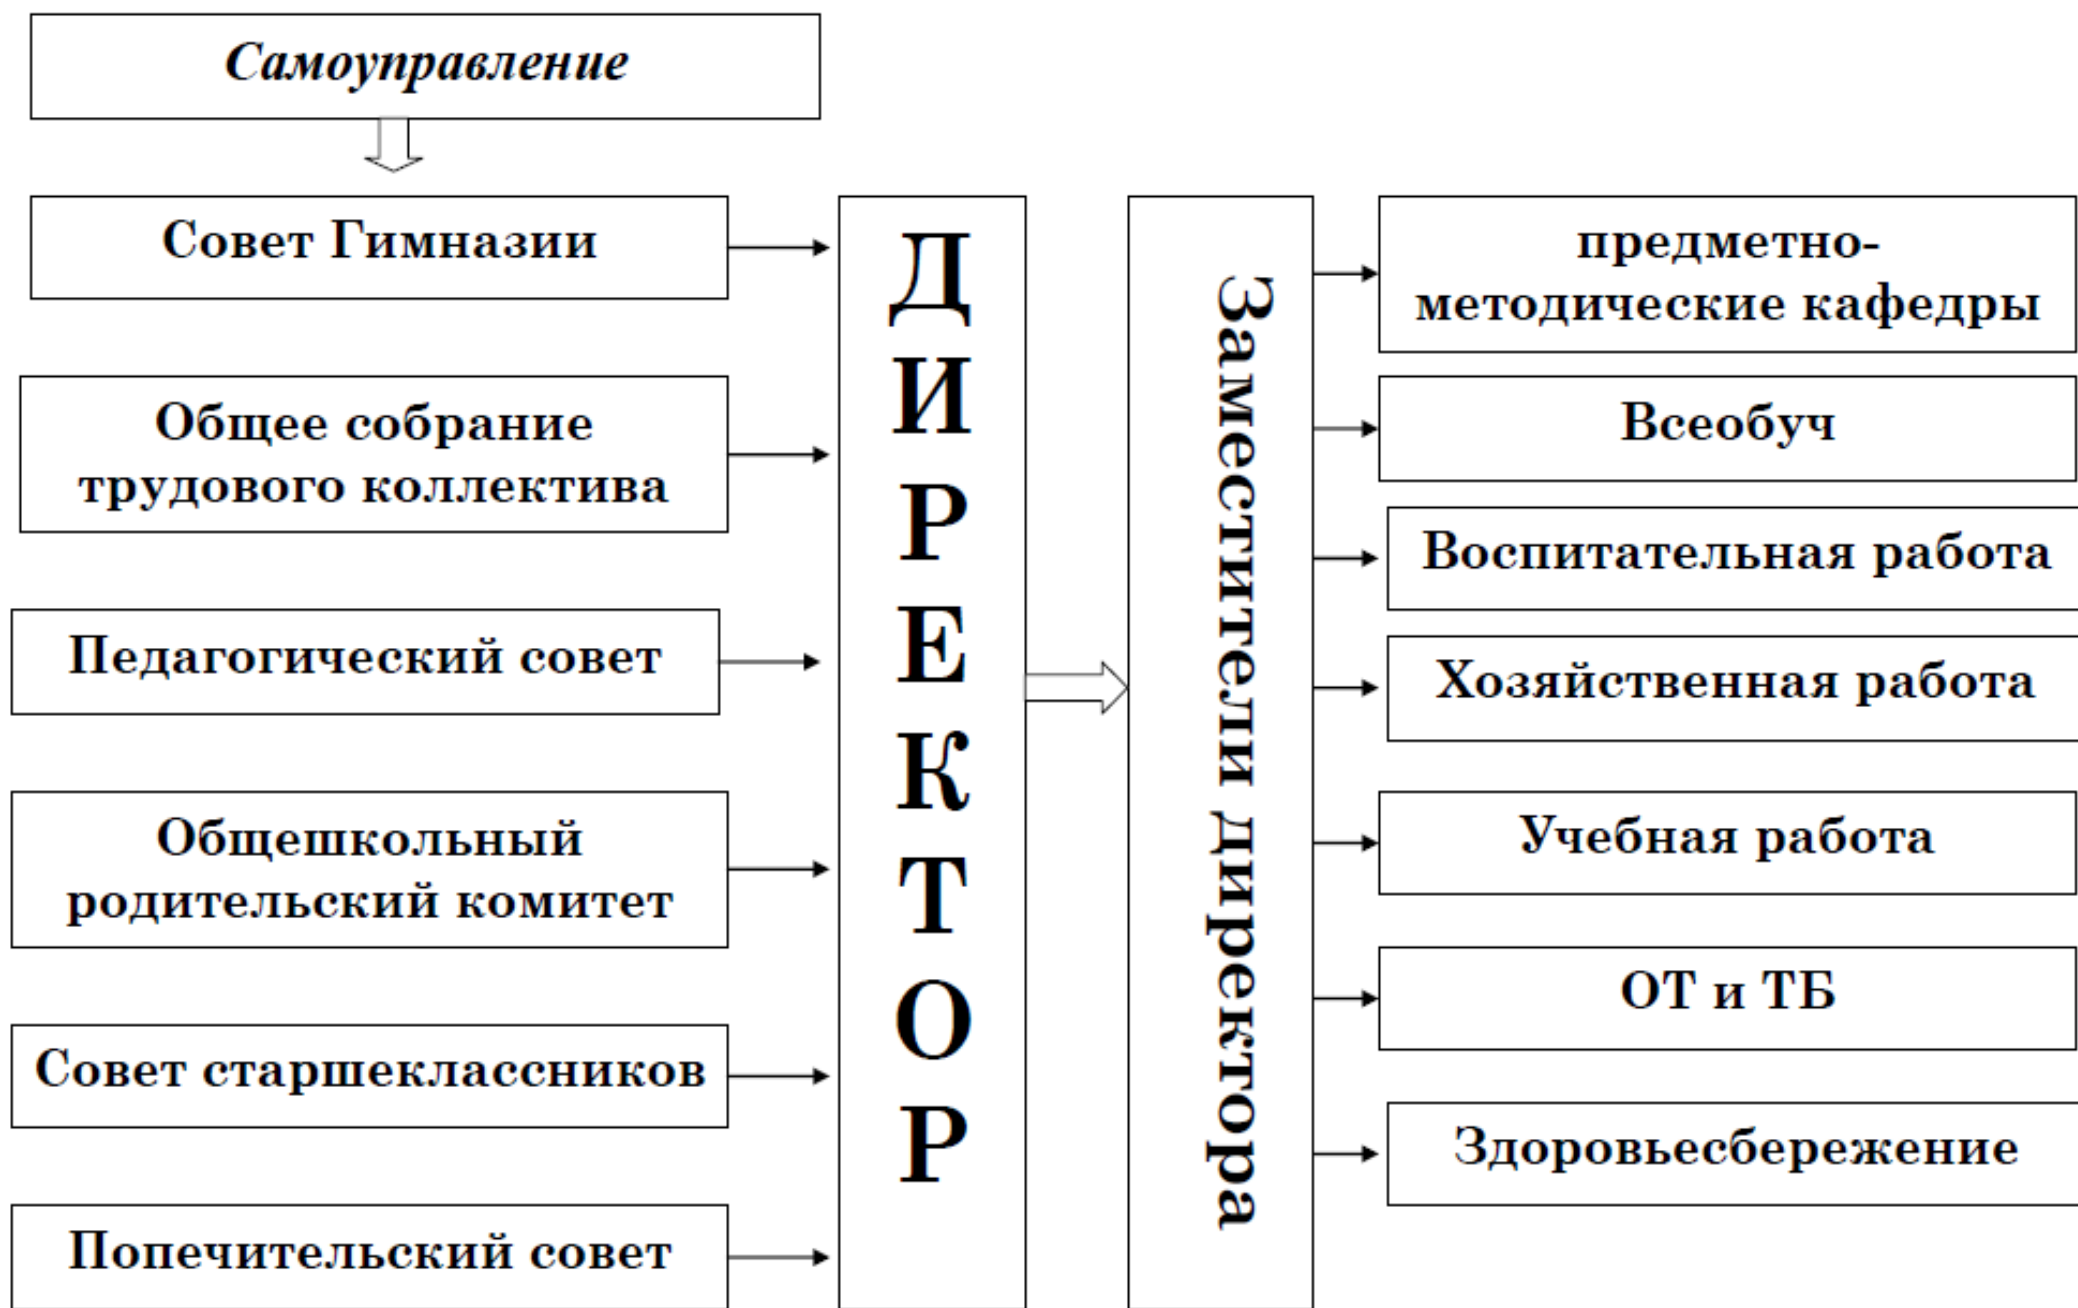 Самоуправление
Совет Гимназии
Общее собрание
трудового коллектива
Педагогический совет
Общешкольный
родительский комитет
Совет старшеклассников
Попечительский совет
ДИРЕКТОР
Заместители директора
предметно-
методические кафедры
Всеобуч
Воспитательная работа
Хозяйственная работа
Учебная работа
ОТ и ТБ
Здоровьесбережение